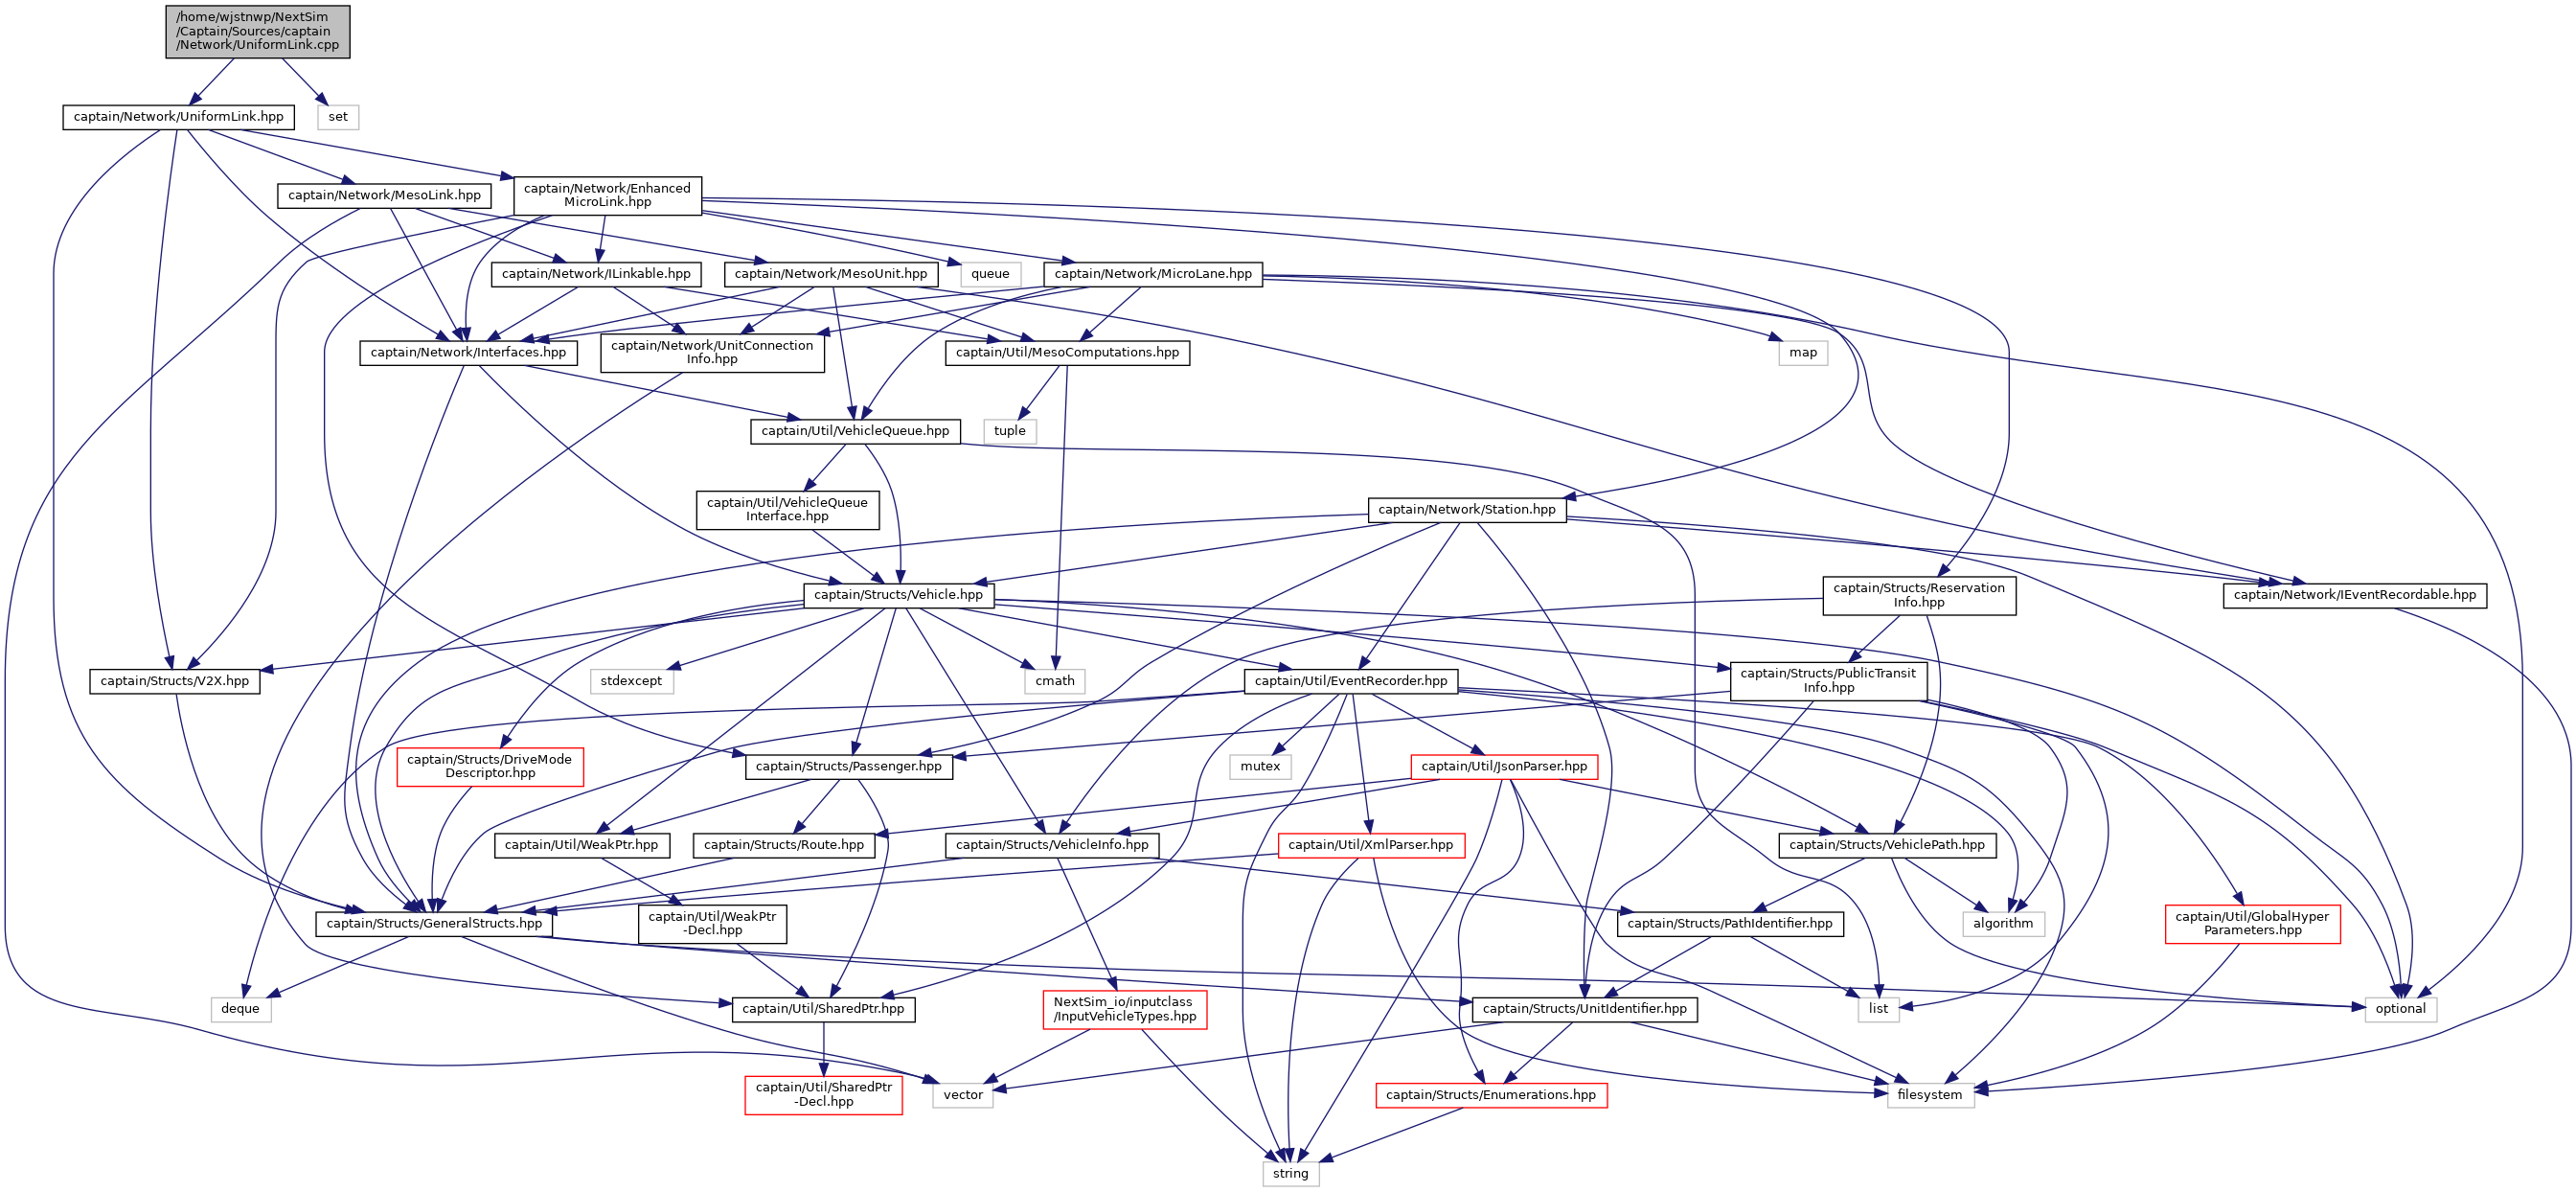 /home/wjstnwp/NextSim
/Captain/Sources/captain
/Network/UniformLink.cpp
captain/Network/UniformLink.hpp
set
captain/Network/MesoLink.hpp
captain/Network/Enhanced
MicroLink.hpp
captain/Network/ILinkable.hpp
captain/Network/MesoUnit.hpp
queue
captain/Network/MicroLane.hpp
captain/Network/Interfaces.hpp
captain/Network/UnitConnection
Info.hpp
captain/Util/MesoComputations.hpp
map
captain/Util/VehicleQueue.hpp
tuple
captain/Util/VehicleQueue
Interface.hpp
captain/Network/Station.hpp
captain/Structs/Vehicle.hpp
captain/Structs/Reservation
Info.hpp
captain/Network/IEventRecordable.hpp
captain/Structs/V2X.hpp
stdexcept
cmath
captain/Util/EventRecorder.hpp
captain/Structs/PublicTransit
Info.hpp
captain/Structs/DriveMode
Descriptor.hpp
captain/Structs/Passenger.hpp
mutex
captain/Util/JsonParser.hpp
captain/Util/WeakPtr.hpp
captain/Structs/Route.hpp
captain/Structs/VehicleInfo.hpp
captain/Util/XmlParser.hpp
captain/Structs/VehiclePath.hpp
captain/Structs/GeneralStructs.hpp
captain/Util/WeakPtr
-Decl.hpp
captain/Structs/PathIdentifier.hpp
algorithm
captain/Util/GlobalHyper
Parameters.hpp
deque
captain/Util/SharedPtr.hpp
NextSim_io/inputclass
/InputVehicleTypes.hpp
captain/Structs/UnitIdentifier.hpp
list
optional
captain/Util/SharedPtr
-Decl.hpp
vector
captain/Structs/Enumerations.hpp
filesystem
string